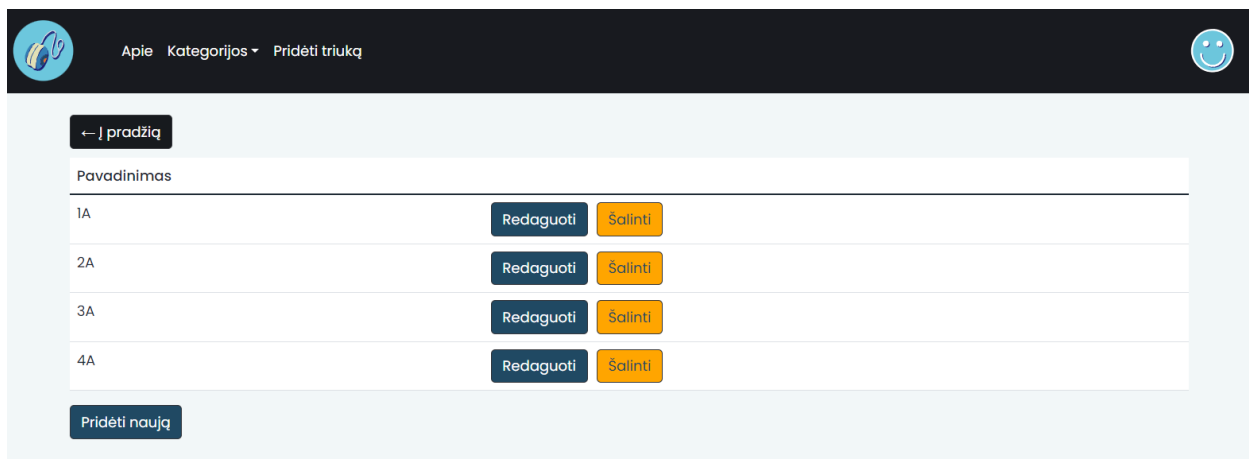 Apie Kategorijos Pridėti triuką
← Į pradžią
Pavadinimas
1A Redaguoti Šalinti
2A Redaguoti Šalinti
3A Redaguoti Šalinti
4A Redaguoti Šalinti
Pridėti naują